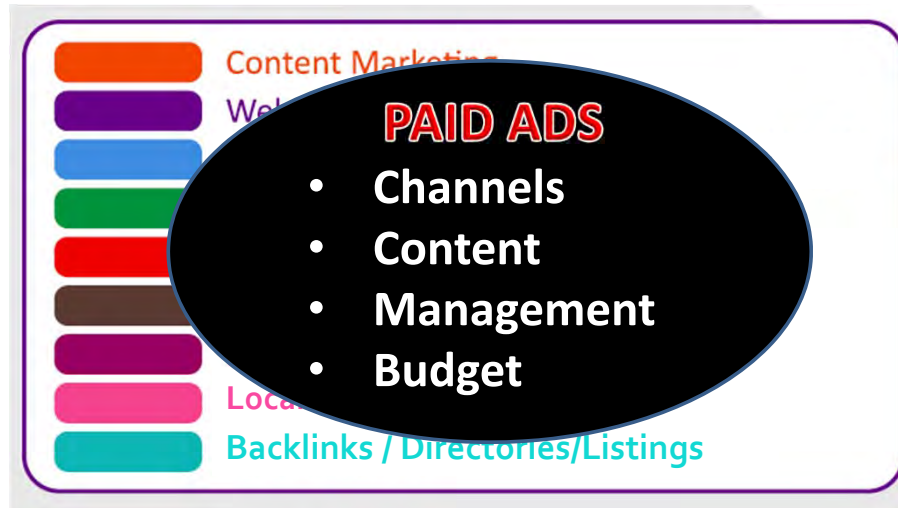 Content Marketing
PAID ADS
• Channels
• Content
• Management
• Budget
Backlinks / Directories/Listings